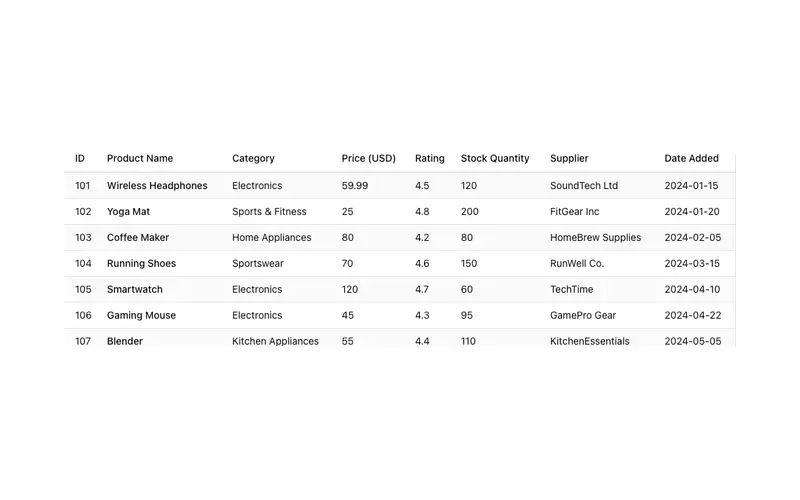 ID Product Name Category Price (USD) Rating Stock Quantity Supplier Date Added
101 Wireless Headphones Electronics 59.99 4.5 120 SoundTech Ltd 2024-01-15
102 Yoga Mat Sports & Fitness 25 4.8 200 FitGear Inc 2024-01-20
103 Coffee Maker Home Appliances 80 4.2 80 HomeBrew Supplies 2024-02-05
104 Running Shoes Sportswear 70 4.6 150 RunWell Co. 2024-03-15
105 Smartwatch Electronics 120 4.7 60 TechTime 2024-04-10
106 Gaming Mouse Electronics 45 4.3 95 GamePro Gear 2024-04-22
107 Blender Kitchen Appliances 55 4.4 110 KitchenEssentials 2024-05-05